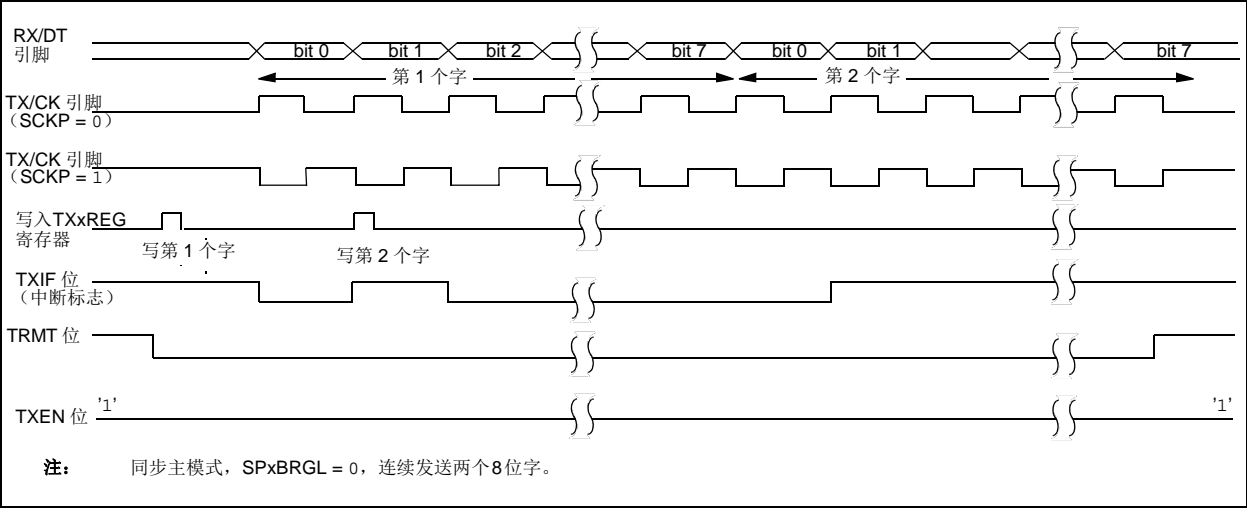 RX/DT
引脚
bit 0 bit 1 bit 2 bit 7 bit 0 bit 1 bit 7
第 1 个字 第 2 个字
TX/CK 引脚
（SCKP = 0）
TX/CK 引脚
（SCKP = 1）
写入TXxREG
寄存器
写第 1 个字 写第 2 个字
TXIF 位
（中断标志）
TRMT 位
TXEN 位 '1' '1'
注： 同步主模式，SPxBRGL = 0，连续发送两个8位字。